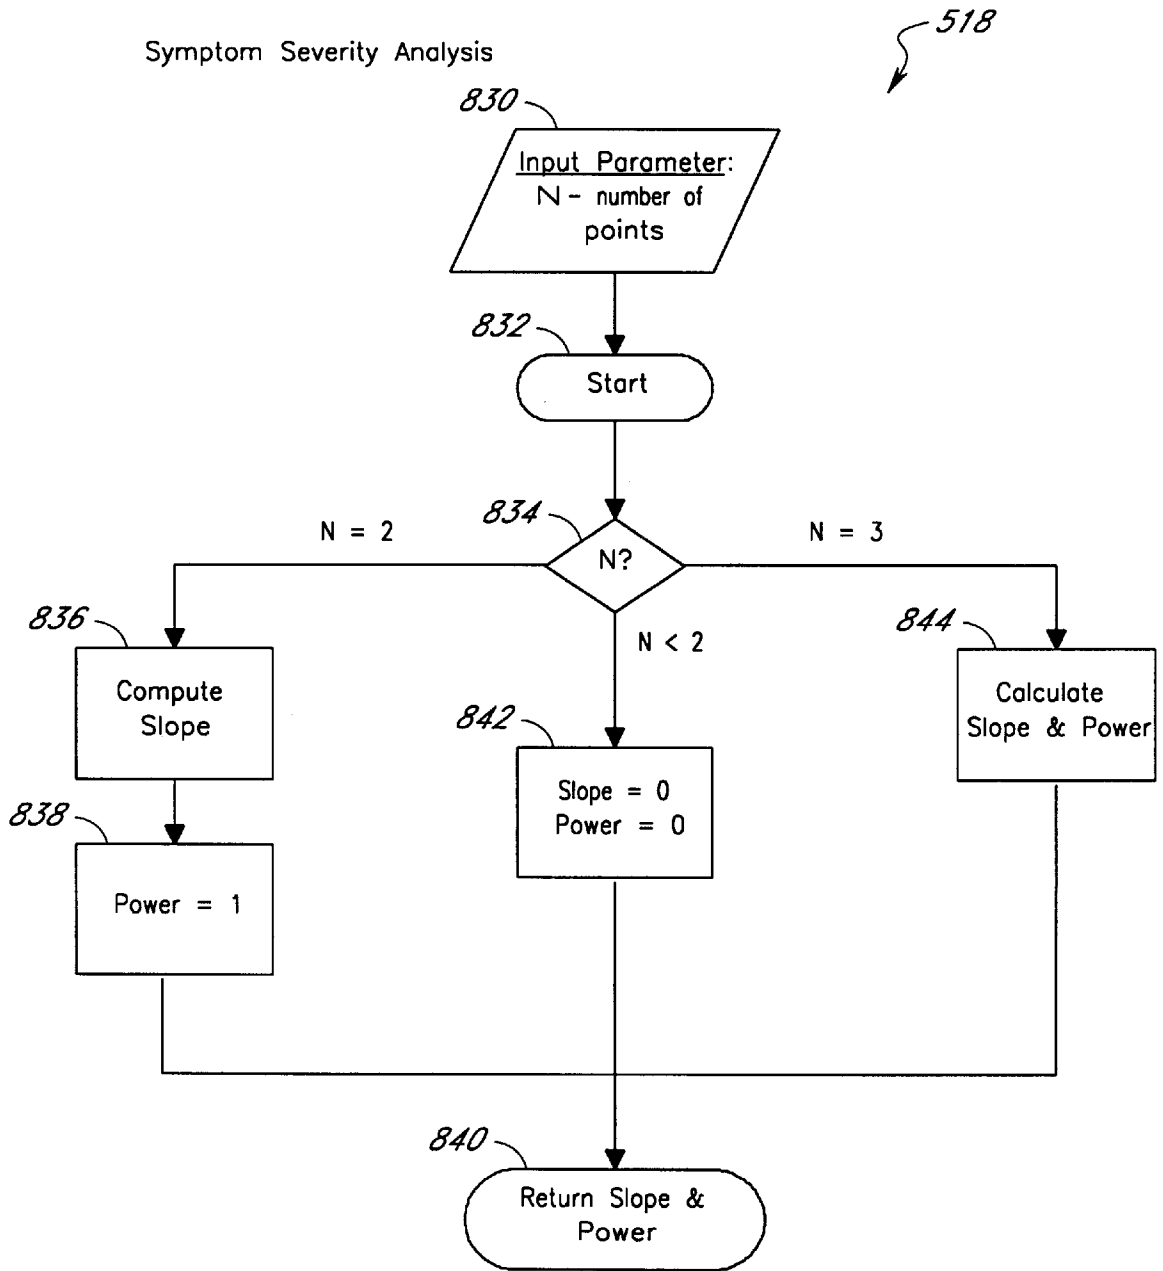 518
Symptom Severity Analysis
830
Input Parameter:
N - number of
points
832
Start
834
N = 2
N = 3
N?
836
844
N < 2
Compute
Slope
Calculate
Slope & Power
842
Slope = 0
Power = 0
838
Power = 1
840
Return Slope &
Power